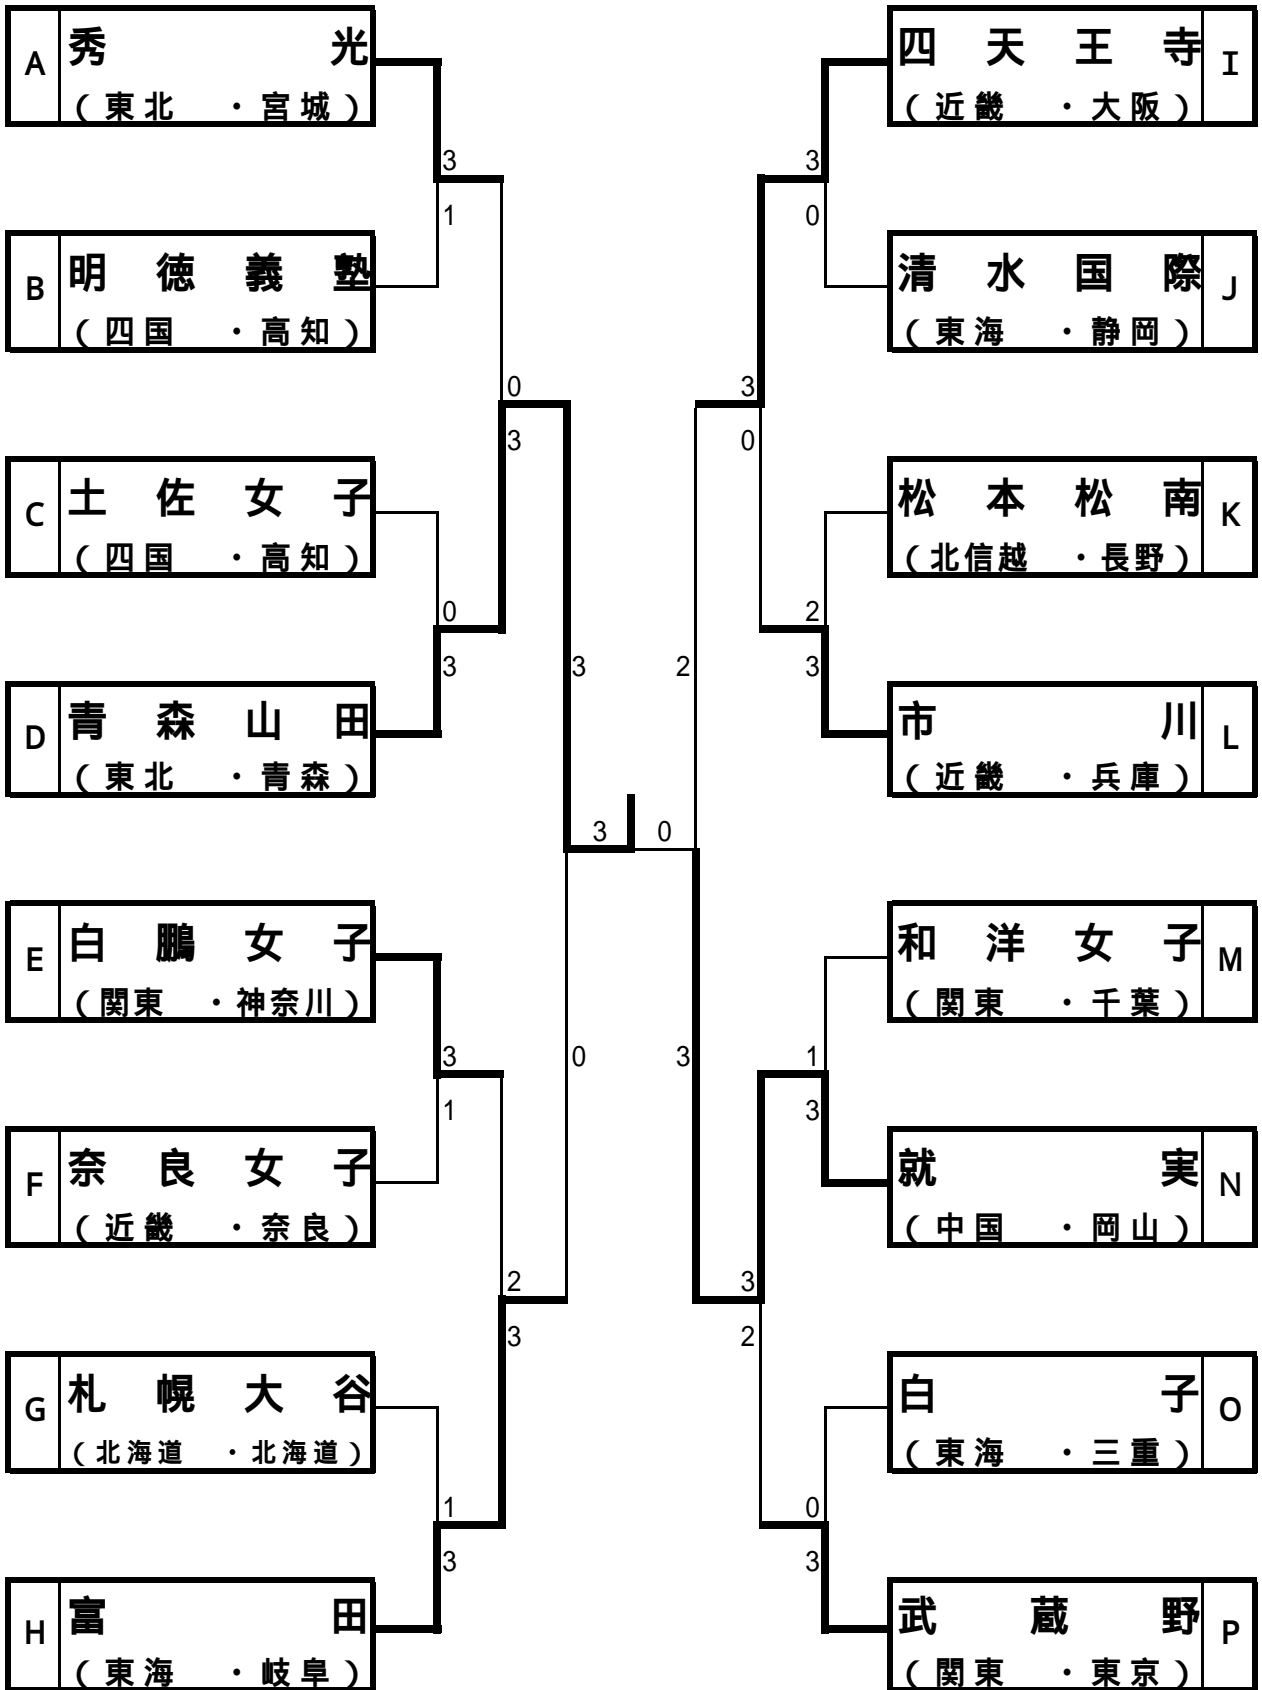 A
秀光
(東北・宮城)
3
1
B
明徳義塾
(四国・高知)
0
3
C
土佐女子
(四国・高知)
0
3
D
青森山田
(東北・青森)
3
0
E
白鵬女子
(関東・神奈川)
3
1
F
奈良女子
(近畿・奈良)
2
3
G
札幌大谷
(北海道・北海道)
1
3
H
富田
(東海・岐阜)
3 0
四天王寺
I
(近畿・大阪)
3
0
清水国際
J
(東海・静岡)
3
0
松本松南
K
(北信越・長野)
2
3
市川
L
(近畿・兵庫)
2
3
和洋女子
M
(関東・千葉)
1
3
就実
N
(中国・岡山)
3
2
白子
O
(東海・三重)
0
3
武蔵野
P
(関東・東京)